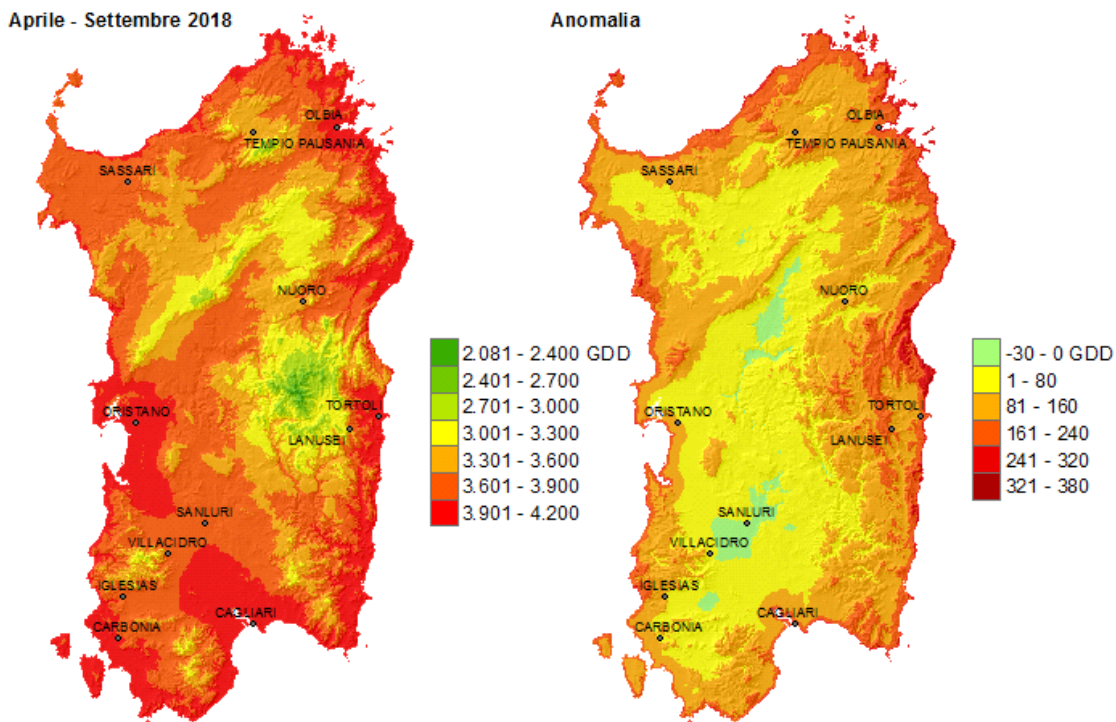 Aprile - Settembre 2018
OLBIA
TEMPIO PAUSANIA
SASSARI
NUORO
ORISTANO
TORTOLI
LANUSEI
SANLURI
VILLACIDRO
IGLESIAS
CAGLIARI
CARBONIA
2.081 - 2.400 GDD
2.401 - 2.700
2.701 - 3.000
3.001 - 3.300
3.301 - 3.600
3.601 - 3.900
3.901 - 4.200
Anomalia
OLBIA
TEMPIO PAUSANIA
SASSARI
NUORO
ORISTANO
TORTOLI
LANUSEI
SANLURI
VILLACIDRO
IGLESIAS
CAGLIARI
CARBONIA
-30 - 0 GDD
1 - 80
81 - 160
161 - 240
241 - 320
321 - 380